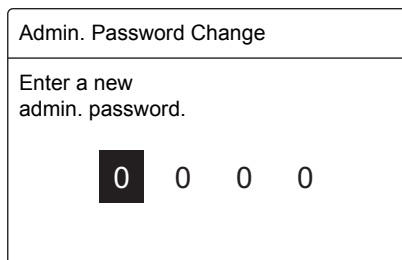 Admin. Password Change
Enter a new
admin. password.
0 0 0 0